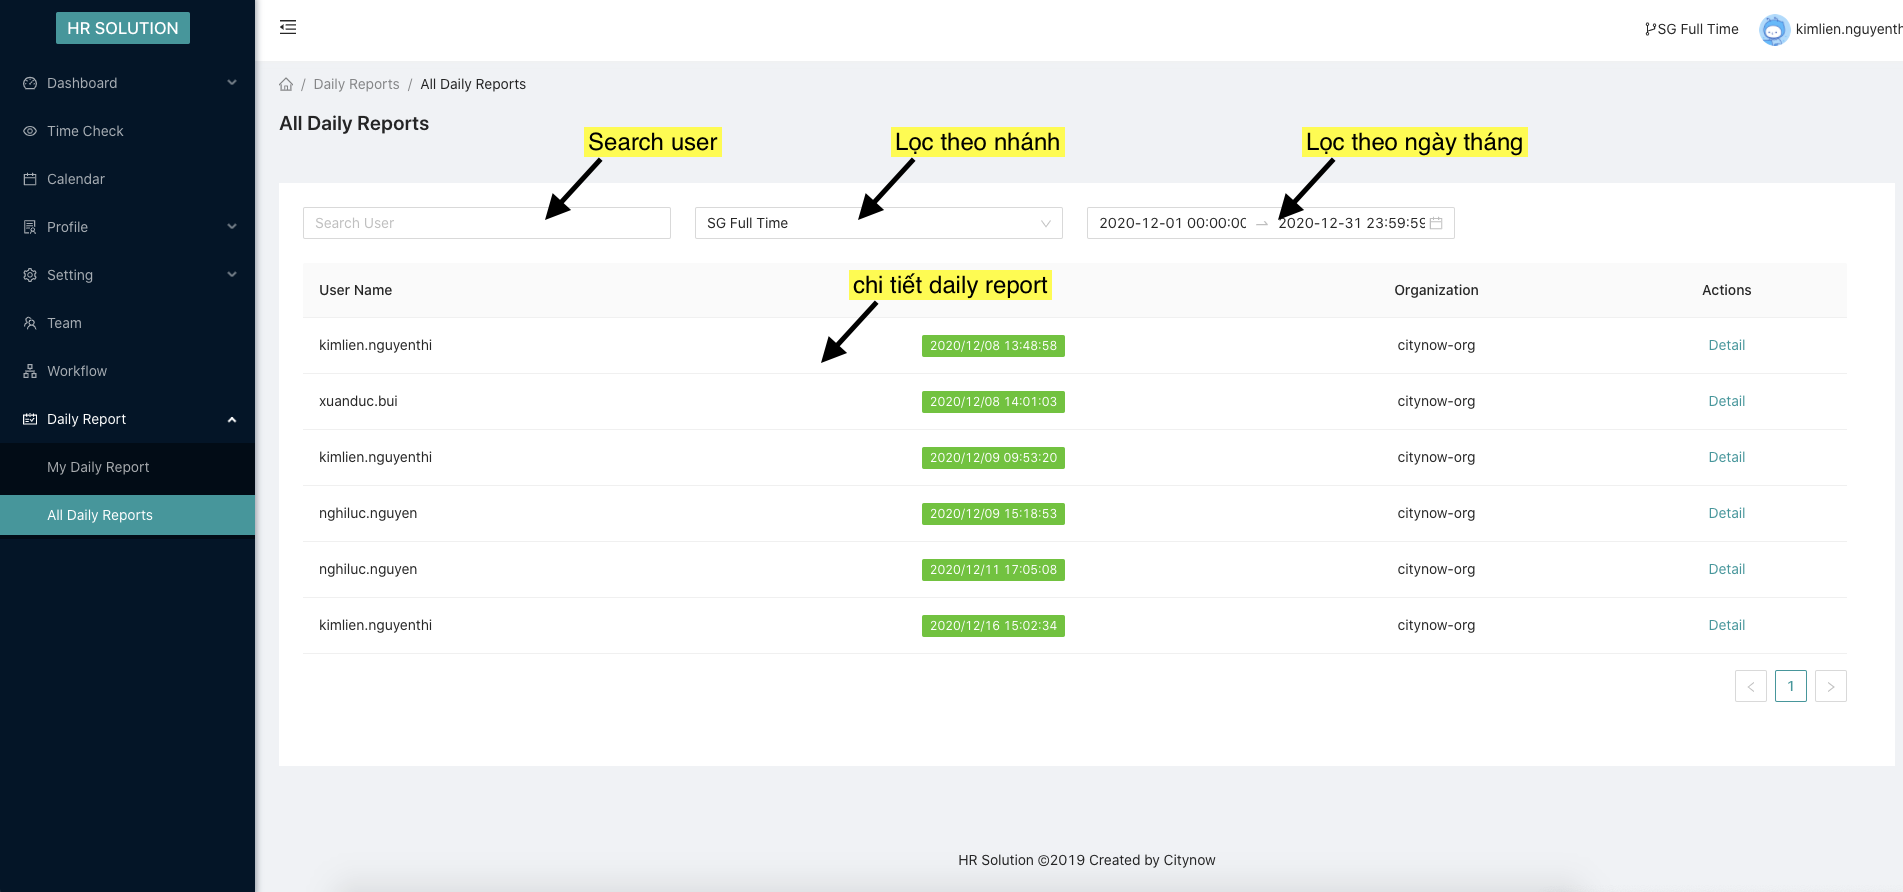 HR SOLUTION
SG Full Time
kimlien.nguyenth
Dashboard
Time Check
Calendar
Profile
Setting
Team
Workflow
Daily Report
My Daily Report
All Daily Reports
/ Daily Reports / All Daily Reports
All Daily Reports
Search user
Lọc theo nhánh
Lọc theo ngày tháng
Search User
SG Full Time
2020-12-01 00:00:00 → 2020-12-31 23:59:59
chi tiết daily report
User Name Organization Actions
kimlien.nguyenthi 2020/12/08 13:48:58 citynow-org Detail
xuanduc.bui 2020/12/08 14:01:03 citynow-org Detail
kimlien.nguyenthi 2020/12/09 09:53:20 citynow-org Detail
nghiluc.nguyen 2020/12/09 15:18:53 citynow-org Detail
nghiluc.nguyen 2020/12/11 17:05:08 citynow-org Detail
kimlien.nguyenthi 2020/12/16 15:02:34 citynow-org Detail
< 1 >
HR Solution ©2019 Created by Citynow